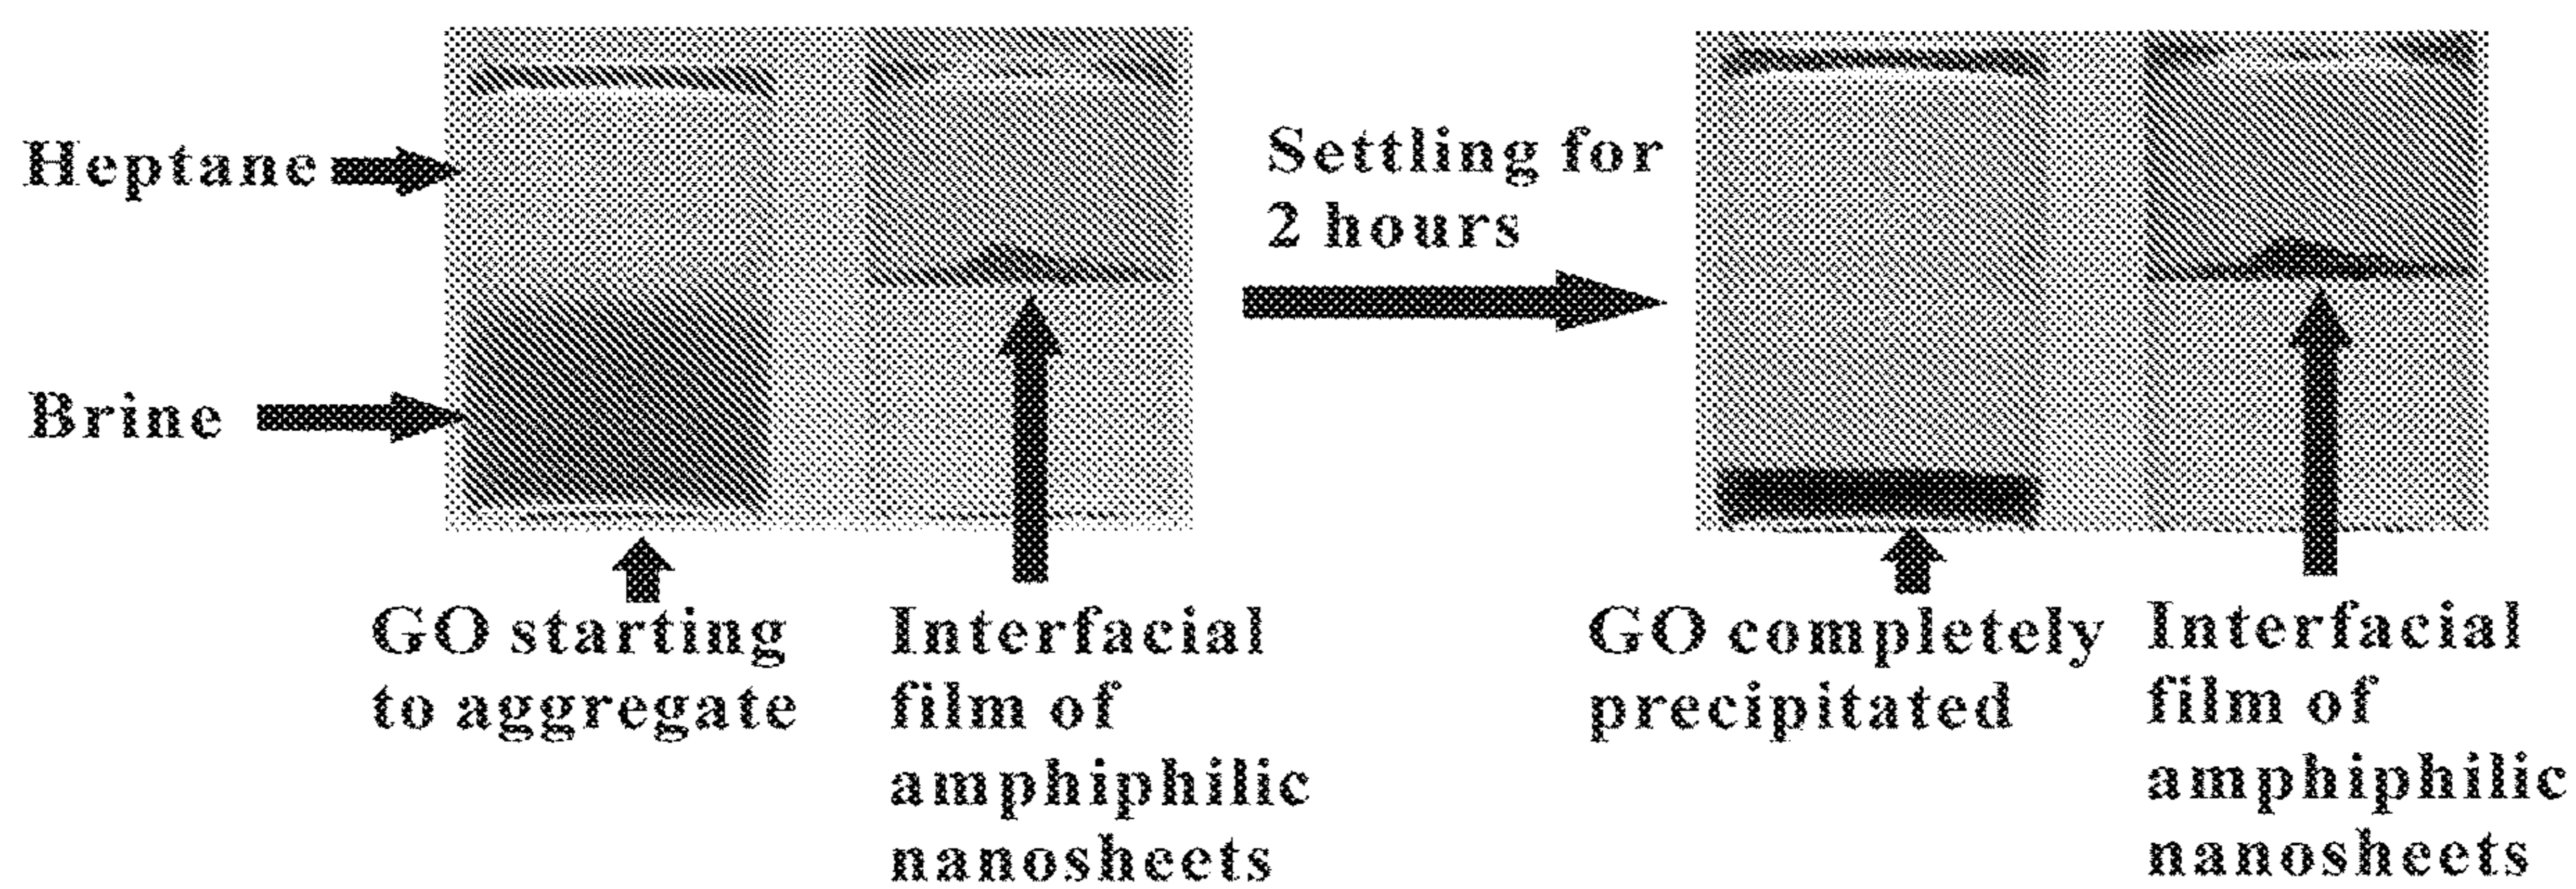 Heptane
Brine
Settling for
2 hours
GO starting
to aggregate
Interfacial
film of
amphiphilic
nanosheets
GO completely
precipitated
Interfacial
film of
amphiphilic
nanosheets